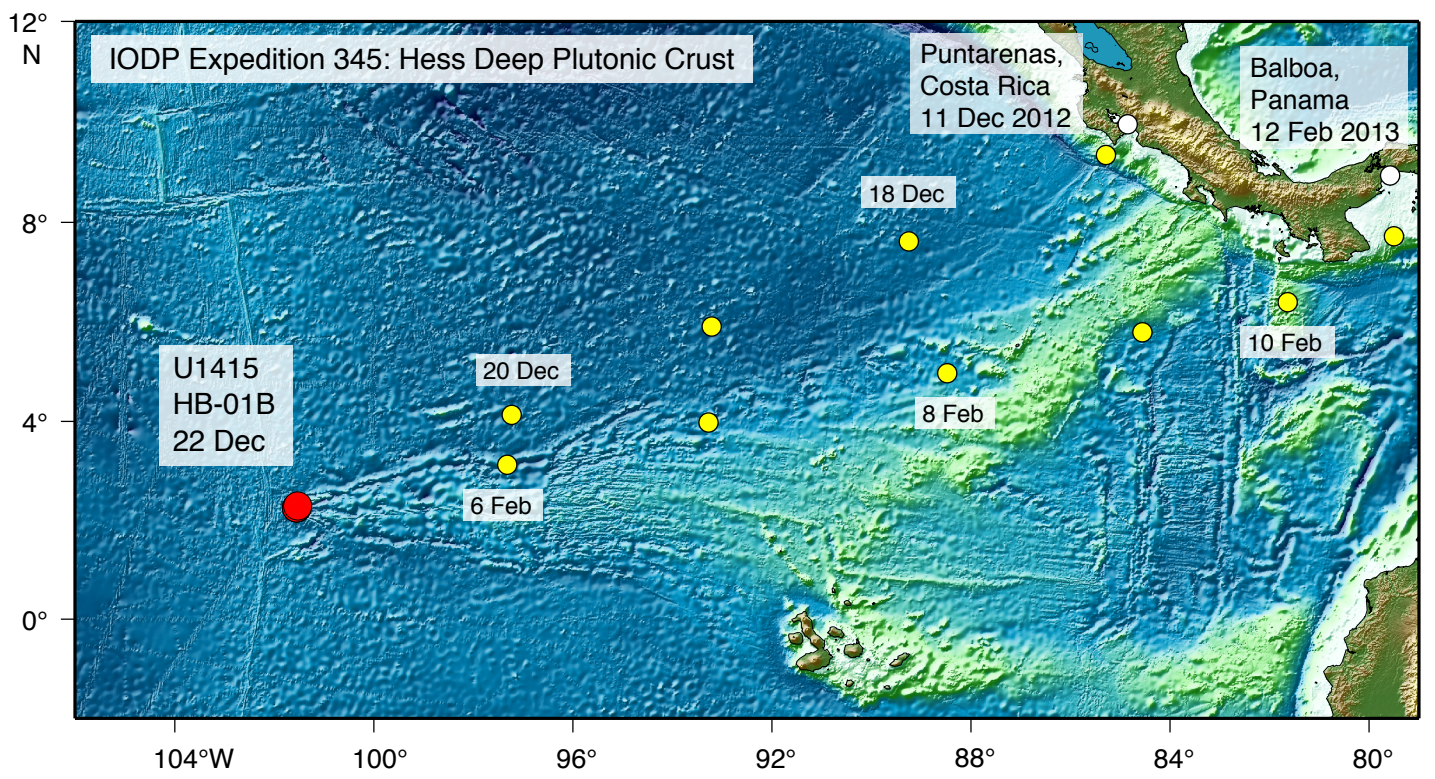 12°
N
IODP Expedition 345: Hess Deep Plutonic Crust
Puntarenas,
Costa Rica
11 Dec 2012
Balboa,
Panama
12 Feb 2013
18 Dec
8°
10 Feb
U1415
HB-01B
22 Dec
20 Dec
8 Feb
4°
6 Feb
0°
104°W
100°
96°
92°
88°
84°
80°